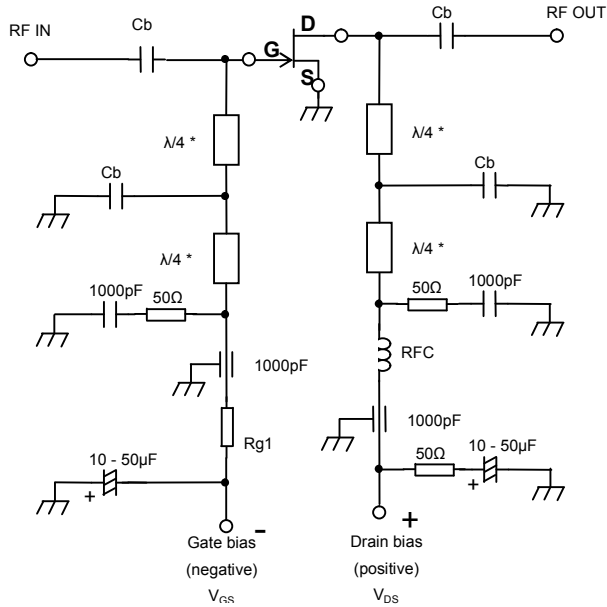 RF IN
Cb
G
D
S
Cb
RF OUT
λ/4 *
λ/4 *
Cb
Cb
λ/4 *
λ/4 *
1000pF
50Ω
50Ω
1000pF
RFC
1000pF
1000pF
Rg1
10 - 50µF
+
50Ω
10 - 50µF
+
-
+
Gate bias
(negative)
VGS
Drain bias
(positive)
VDS